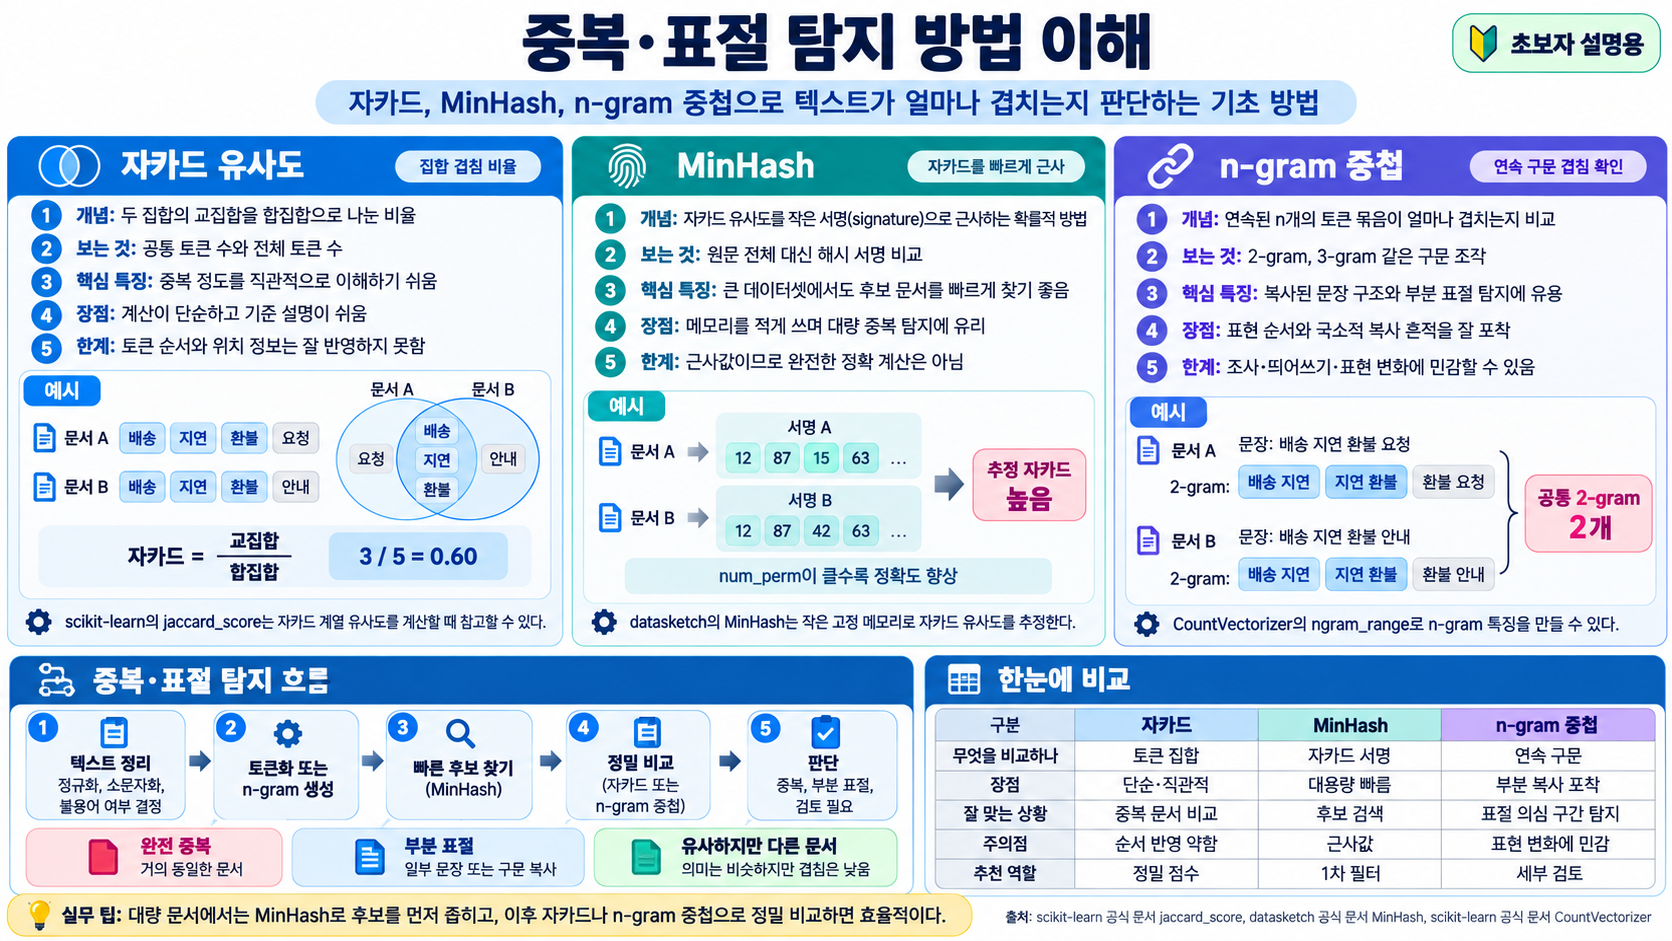 중복·표절 탐지 방법 이해
초보자 설명용
자카드, MinHash, n-gram 중첩으로 텍스트가 얼마나 겹치는지 판단하는 기초 방법
자카드 유사도
집합 겹침 비율
1 개념: 두 집합의 교집합을 합집합으로 나눈 비율
2 보는 것: 공통 토큰 수와 전체 토큰 수
3 핵심 특징: 중복 정도를 직관적으로 이해하기 쉬움
4 장점: 계산이 단순하고 기준 설명이 쉬움
5 한계: 토큰 순서와 위치 정보는 잘 반영하지 못함
예시
문서 A 배송 지연 환불 요청
문서 B 배송 지연 환불 안내
문서 A 문서 B
요청
배송
지연
환불
안내
자카드 = 교집합 / 합집합
3 / 5 = 0.60
scikit-learn의 jaccard_score는 자카드 계열 유사도를 계산할 때 참고할 수 있다.
MinHash
자카드를 빠르게 근사
1 개념: 자카드 유사도를 작은 서명(signature)으로 근사하는 확률적 방법
2 보는 것: 원문 전체 대신 해시 서명 비교
3 핵심 특징: 큰 데이터셋에서도 후보 문서를 빠르게 찾기 좋음
4 장점: 메모리를 적게 쓰며 대량 중복 탐지에 유리
5 한계: 근사값이므로 완전한 정확 계산은 아님
예시
서명 A
문서 A 12 87 15 63 ...
서명 B
문서 B 12 87 42 63 ...
추정 자카드
높음
num_perm이 클수록 정확도 향상
datasketch의 MinHash는 작은 고정 메모리로 자카드 유사도를 추정한다.
n-gram 중첩
연속 구문 겹침 확인
1 개념: 연속된 n개의 토큰 묶음이 얼마나 겹치는지 비교
2 보는 것: 2-gram, 3-gram 같은 구문 조각
3 핵심 특징: 복사된 문장 구조와 부분 표절 탐지에 유용
4 장점: 표현 순서와 국소적 복사 흔적을 잘 포착
5 한계: 조사·띄어쓰기·표현 변화에 민감할 수 있음
예시
문서 A 문장: 배송 지연 환불 요청
2-gram: 배송 지연 지연 환불 환불 요청
문서 B 문장: 배송 지연 환불 안내
2-gram: 배송 지연 지연 환불 환불 안내
공통 2-gram
2개
CountVectorizer의 ngram_range로 n-gram 특징을 만들 수 있다.
중복·표절 탐지 흐름
1 텍스트 정리
정규화, 소문자화,
불용어 여부 결정
2 토큰화 또는
n-gram 생성
3 빠른 후보 찾기
(MinHash)
4 정밀 비교
(자카드 또는
n-gram 중첩)
5 판단
중복, 부분 표절,
검토 필요
완전 중복
거의 동일한 문서
부분 표절
일부 문장 또는 구문 복사
유사하지만 다른 문서
의미는 비슷하지만 겹침은 낮음
한눈에 비교
구분 자카드 MinHash n-gram 중첩
무엇을 비교하나 토큰 집합 자카드 서명 연속 구문
장점 단순·직관적 대용량 빠름 부분 복사 포착
잘 맞는 상황 중복 문서 비교 후보 검색 표절 의심 구간 탐지
주의점 순서 반영 약함 근사값 표현 변화에 민감
추천 역할 정밀 점수 1차 필터 세부 검토
실무 팁: 대량 문서에서는 MinHash로 후보를 먼저 좁히고, 이후 자카드나 n-gram 중첩으로 정밀 비교하면 효율적이다.
출처: scikit-learn 공식 문서 jaccard_score, datasketch 공식 문서 MinHash, scikit-learn 공식 문서 CountVectorizer